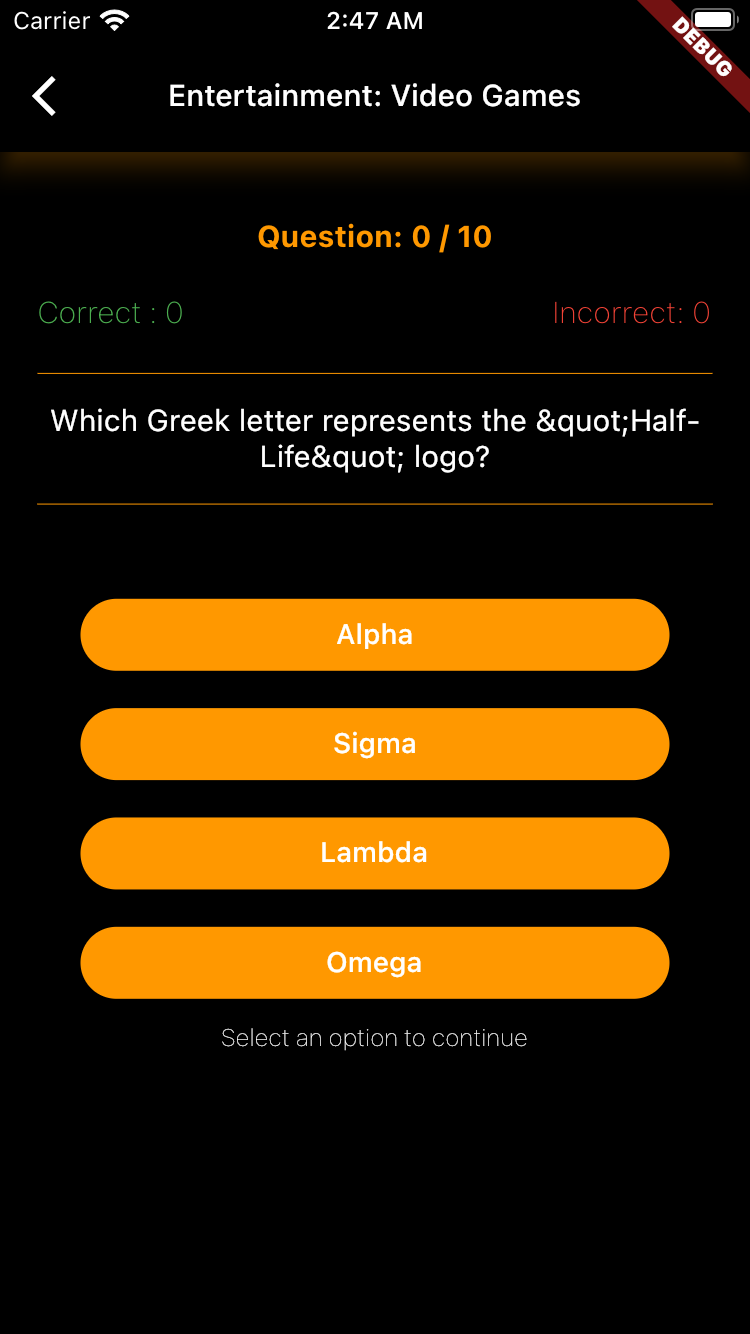 Carrier
2:47 AM
DEBUG
Entertainment: Video Games
Question: 0 / 10
Correct : 0
Incorrect: 0
Which Greek letter represents the &quot;Half-
Life&quot; logo?
Alpha
Sigma
Lambda
Omega
Select an option to continue